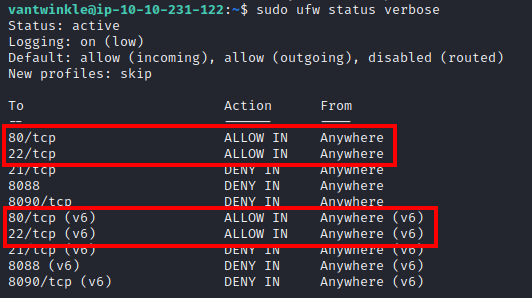 vantwinkle@ip-10-10-231-122:~$ sudo ufw status verbose
Status: active
Logging: on (low)
Default: allow (incoming), allow (outgoing), disabled (routed)
New profiles: skip
To Action From
-- ------ ----
80/tcp ALLOW IN Anywhere
22/tcp ALLOW IN Anywhere
21/tcp DENY IN Anywhere
8088 DENY IN Anywhere
8090/tcp DENY IN Anywhere
80/tcp (v6) ALLOW IN Anywhere (v6)
22/tcp (v6) ALLOW IN Anywhere (v6)
21/tcp (v6) DENY IN Anywhere (v6)
8088 (v6) DENY IN Anywhere (v6)
8090/tcp (v6) DENY IN Anywhere (v6)